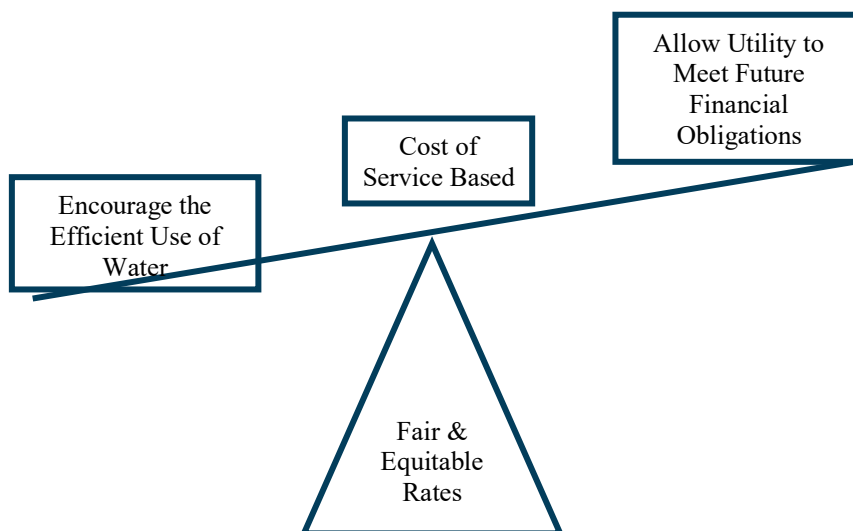 Allow Utility to
Meet Future
Financial
Obligations
Cost of
Service Based
Encourage the
Efficient Use of
Water
Fair &
Equitable
Rates